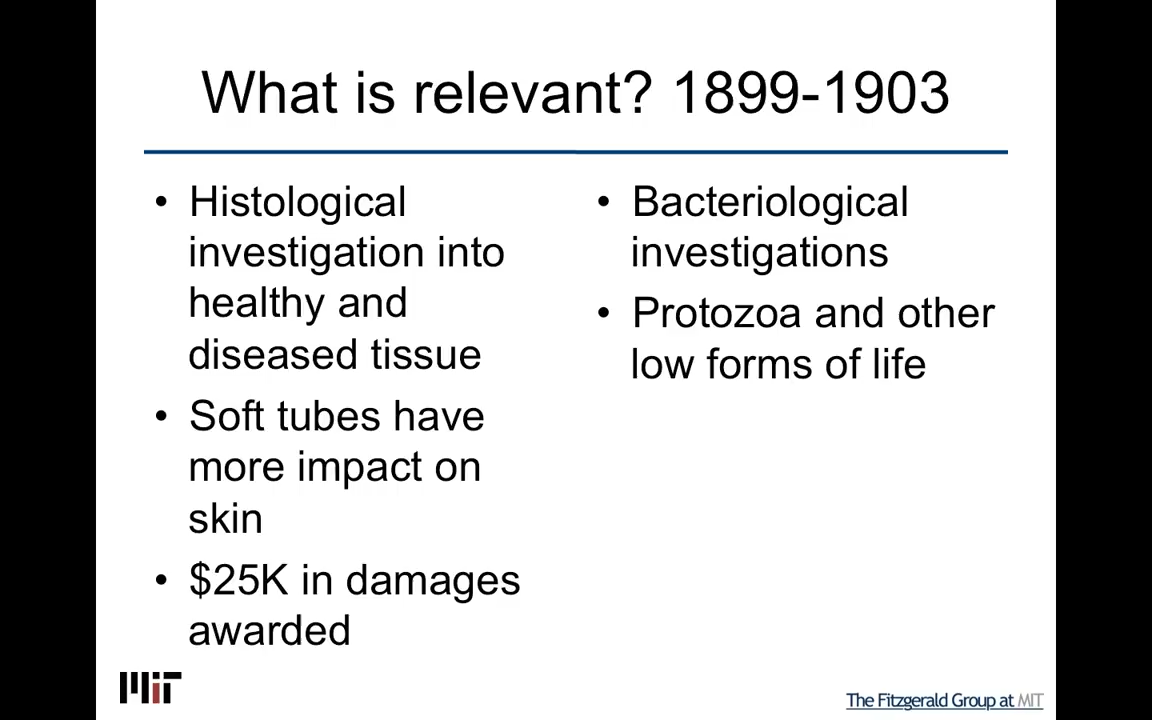 What is relevant? 1899-1903
• Histological
investigation into
healthy and
diseased tissue
• Soft tubes have
more impact on
skin
• $25K in damages
awarded
• Bacteriological
investigations
• Protozoa and other
low forms of life
MIT
The Fitzgerald Group at MIT